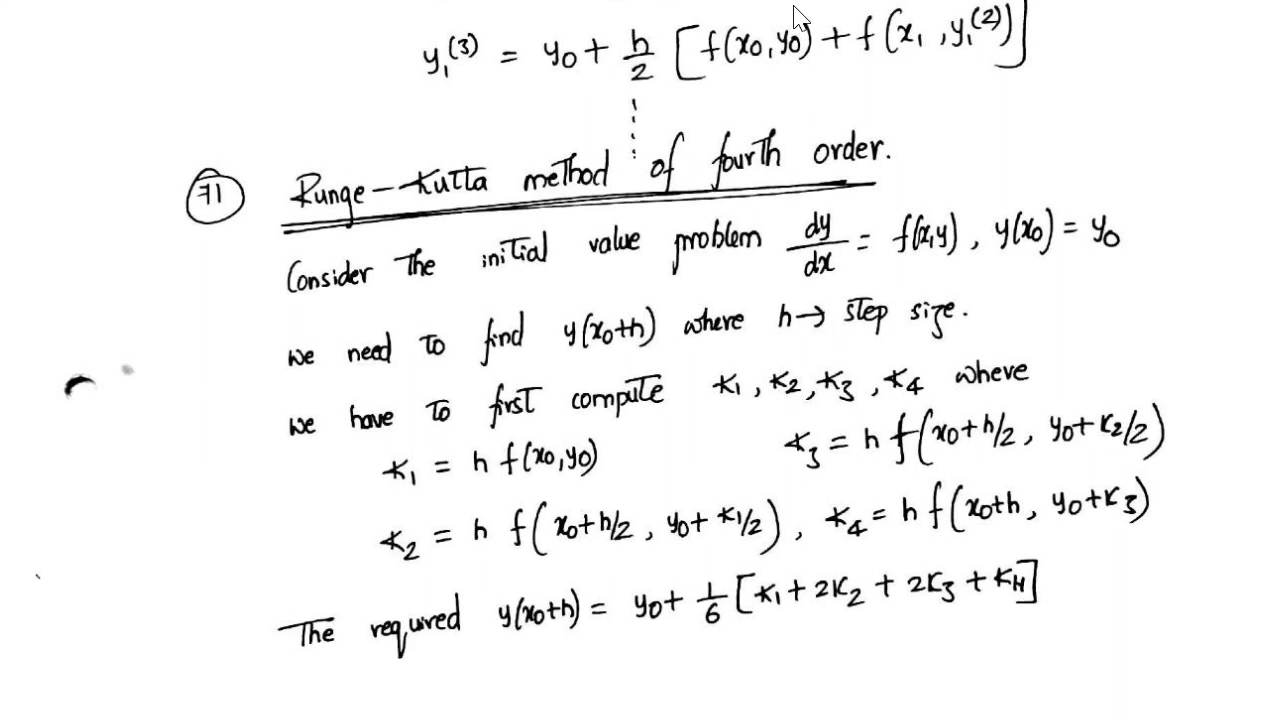 y₁⁽³⁾ = y₀ + h/2 [f(x₀, y₀) + f(x₁, y₁⁽²⁾)]
71 Runge-Kutta method of fourth order.
Consider the initial value problem dy/dx = f(x,y), y(x₀) = y₀
we need to find y(x₀+h) where h → step size.
we have to first compute K₁, K₂, K₃, K₄ where
K₁ = h f(x₀, y₀) K₃ = h f(x₀+h/2, y₀+K₂/2)
K₂ = h f(x₀+h/2, y₀+K₁/2), K₄ = h f(x₀+h, y₀+K₃)
The required y(x₀+h) = y₀ + 1/6 [K₁ + 2K₂ + 2K₃ + K₄]